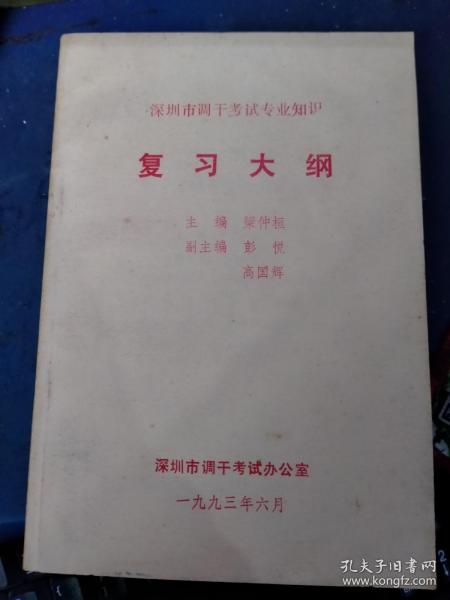 深圳市调干考试专业知识
复习大纲
主 编 梁仲桓
副主编 彭 悦
高国辉
深圳市调干考试办公室
一九九三年六月
孔夫子旧书网
www.kongfz.com